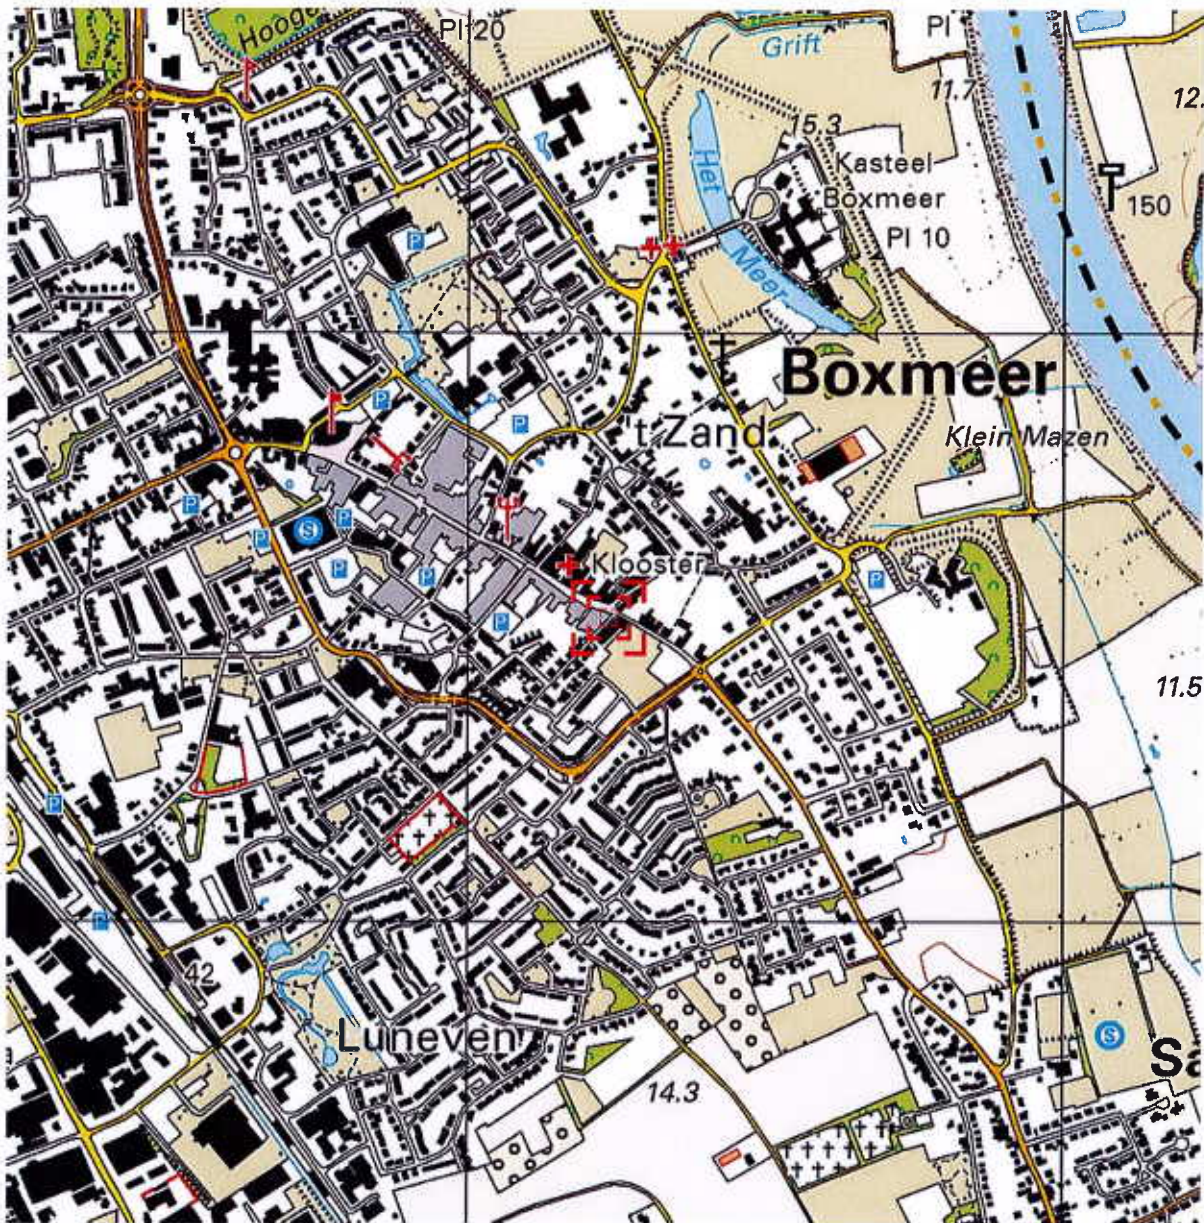 Hooge
Pl 20
Grift
Pl
11.7
12.
5.3
Het
Meer
Kasteel
Boxmeer
Pl 10
150
P
Boxmeer
't Zand
P
P
Klein Mazen
P
P
P
S
P
P
Klooster
P
P
11.5
P
P
42
Luneven
S
S
14.3